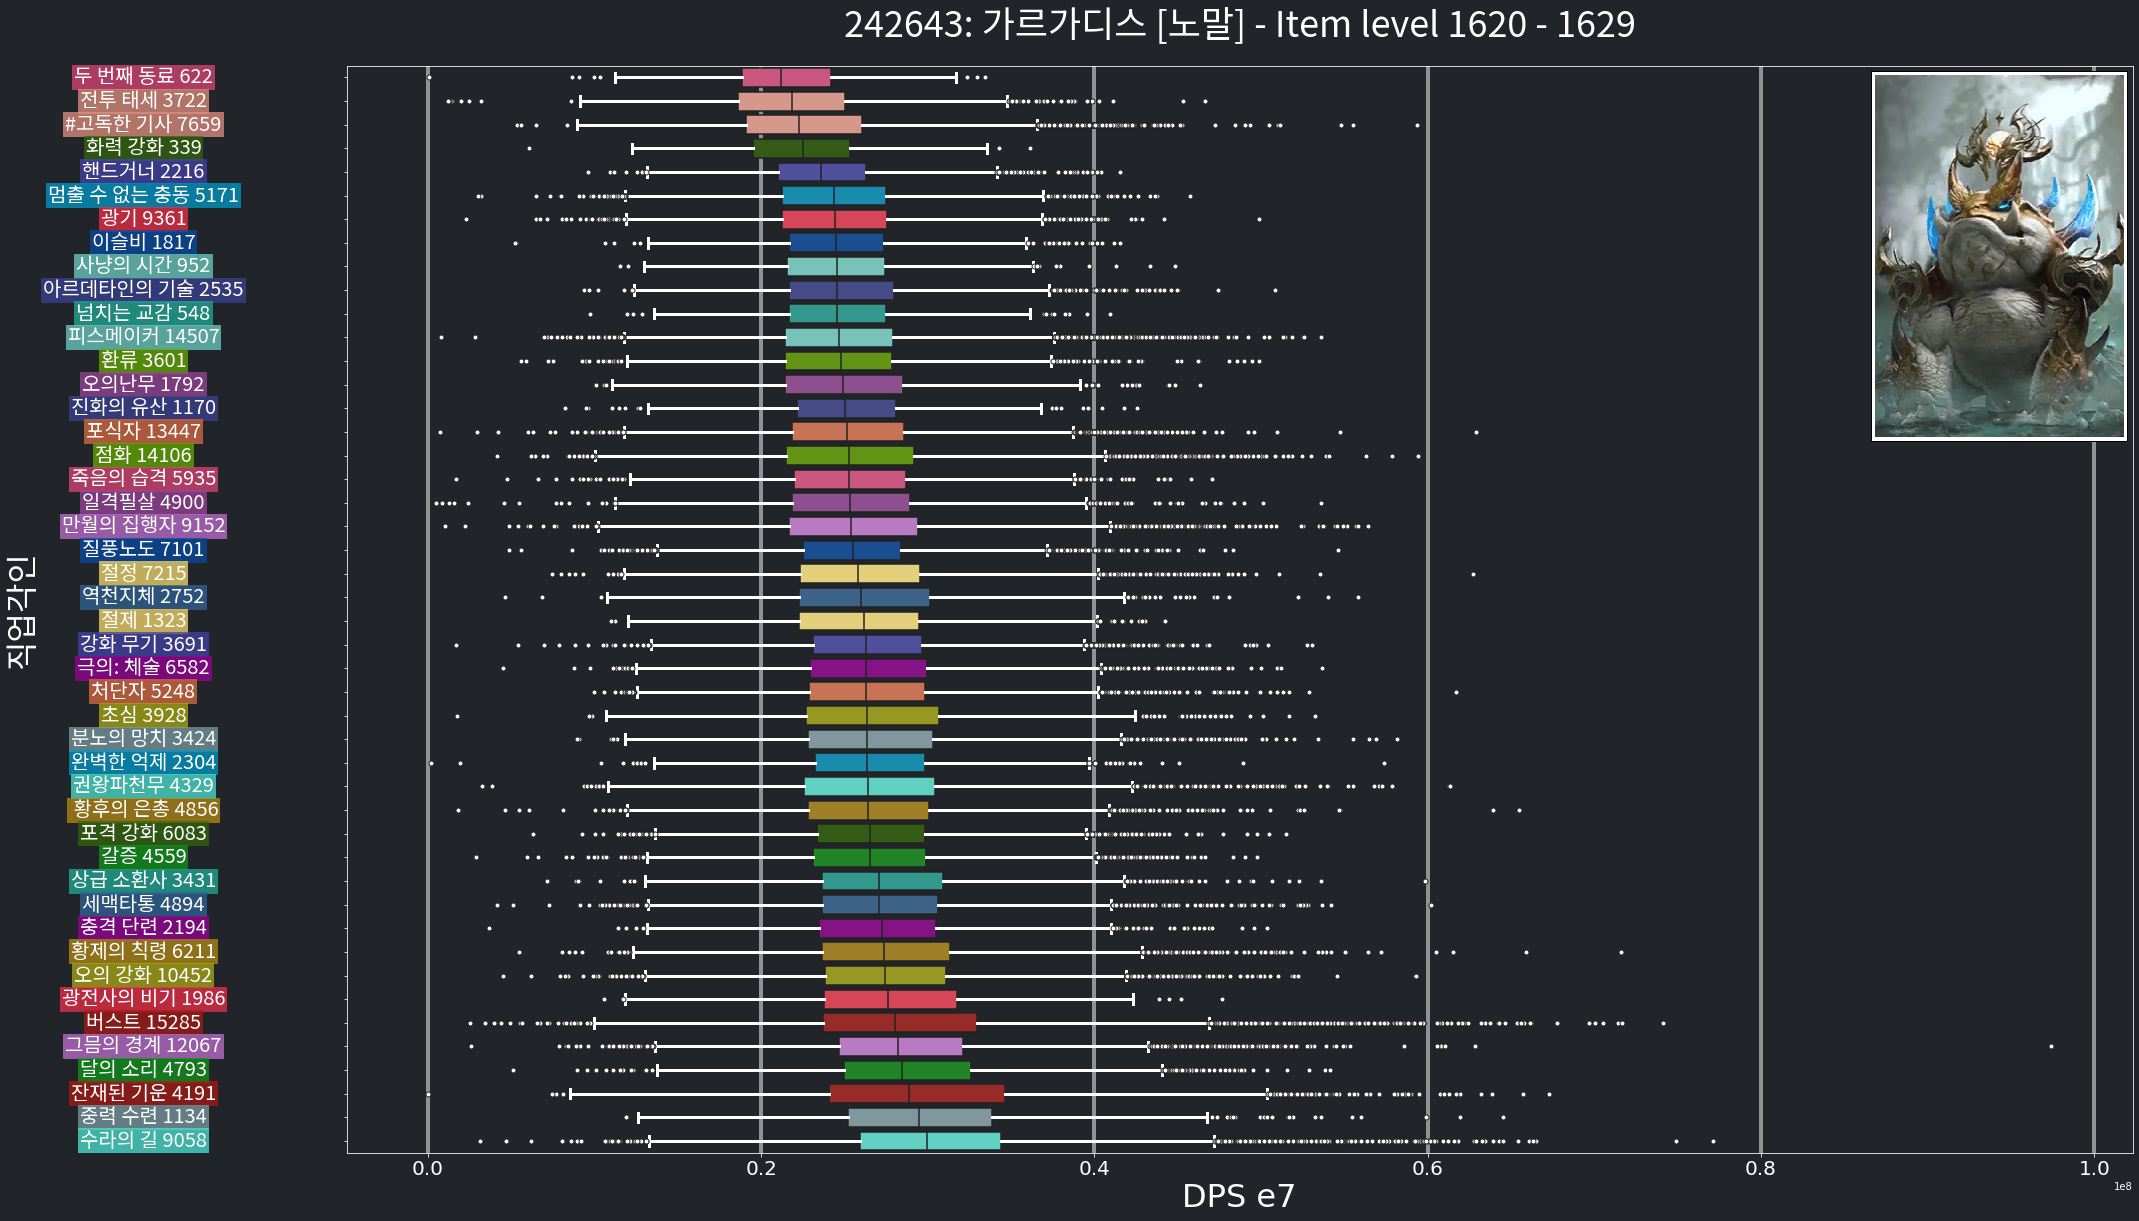 242643: 가르가디스 [노말] - Item level 1620 - 1629
두 번째 동료 622
전투 태세 3722
#고독한 기사 7659
화력 강화 339
핸드거너 2216
멈출 수 없는 충동 5171
광기 9361
이슬비 1817
사냥의 시간 952
아르데타인의 기술 2535
넘치는 교감 548
피스메이커 14507
환류 3601
오의난무 1792
진화의 유산 1170
포식자 13447
점화 14106
죽음의 습격 5935
일격필살 4900
만월의 집행자 9152
질풍노도 7101
절정 7215
역천지체 2752
절제 1323
강화 무기 3691
극의: 체술 6582
처단자 5248
초심 3928
분노의 망치 3424
완벽한 억제 2304
권왕파천무 4329
황후의 은총 4856
포격 강화 6083
갈증 4559
상급 소환사 3431
세맥타통 4894
충격 단련 2194
황제의 칙령 6211
오의 강화 10452
광전사의 비기 1986
버스트 15285
그믐의 경계 12067
달의 소리 4793
잔재된 기운 4191
중력 수련 1134
수라의 길 9058
직업각인
0.0 0.2 0.4 0.6 0.8 1.0
1e8
DPS e7